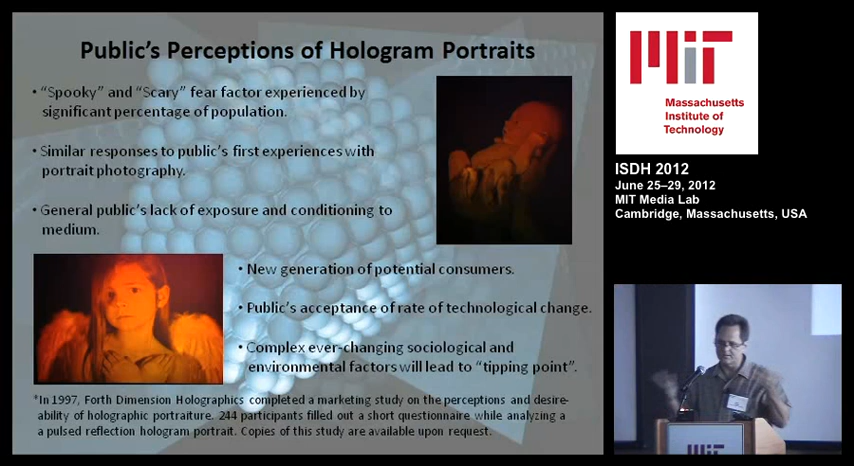 Public's Perceptions of Hologram Portraits
• "Spooky" and "Scary" fear factor experienced by
significant percentage of population.
• Similar responses to public's first experiences with
portrait photography.
• General public's lack of exposure and conditioning to
medium.
• New generation of potential consumers.
• Public's acceptance of rate of technological change.
• Complex ever-changing sociological and
environmental factors will lead to "tipping point".
*In 1997, Forth Dimension Holographics completed a marketing study on the perceptions and desire-
ability of holographic portraiture. 244 participants filled out a short questionnaire while analyzing a
a pulsed reflection hologram portrait. Copies of this study are available upon request.
MIT
Massachusetts
Institute of
Technology
ISDH 2012
June 25–29, 2012
MIT Media Lab
Cambridge, Massachusetts, USA
MIT